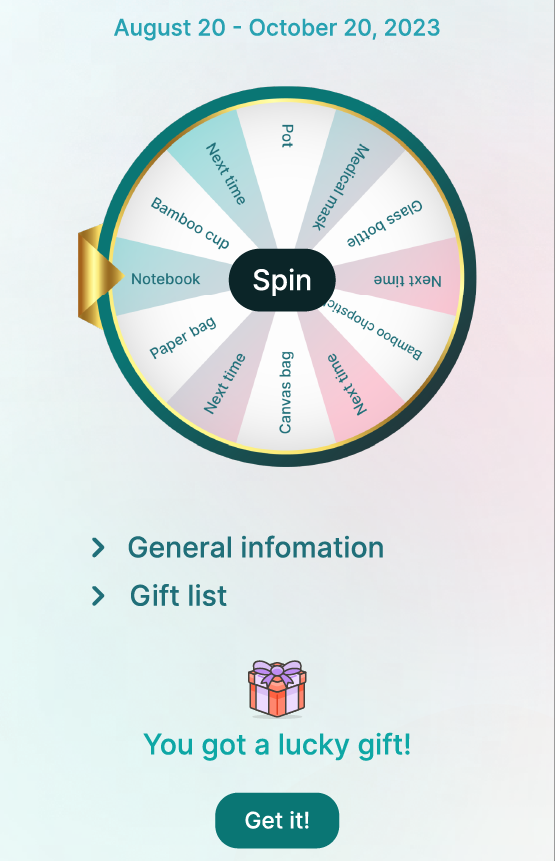 August 20 - October 20, 2023
Pot
Medical mask
Glass bottle
Next time
Bamboo chopstic
Next time
Canvas bag
Next time
Paper bag
Notebook
Bamboo cup
Next time
Spin
General infomation
Gift list
You got a lucky gift!
Get it!